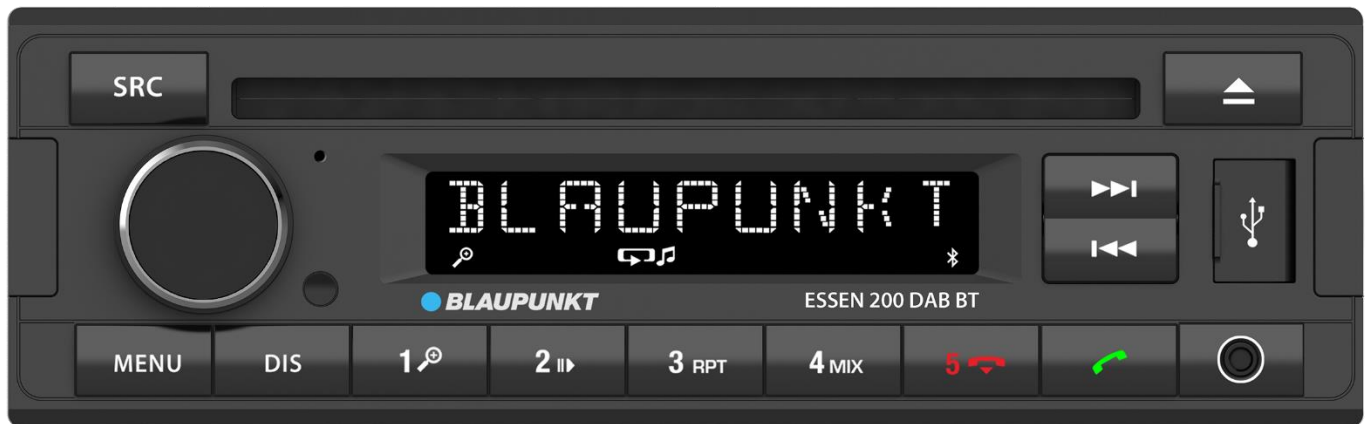 SRC
BLAUPUNKT
BLAUPUNKT
ESSEN 200 DAB BT
MENU
DIS
1
2
3 RPT
4 MIX
5